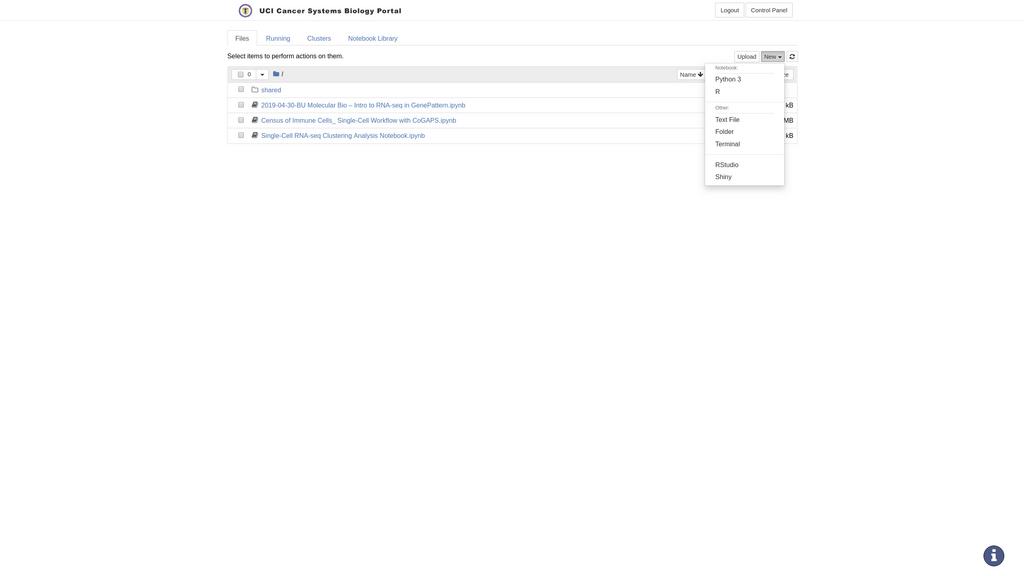 UCI Cancer Systems Biology Portal
Logout Control Panel
Files Running Clusters Notebook Library
Select items to perform actions on them.
Upload New
0 /
Name
Notebook:
Python 3
R
Other:
Text File
Folder
Terminal
RStudio
Shiny
shared
2019-04-30-BU Molecular Bio – Intro to RNA-seq in GenePattern.ipynb kB
Census of Immune Cells_ Single-Cell Workflow with CoGAPS.ipynb MB
Single-Cell RNA-seq Clustering Analysis Notebook.ipynb kB